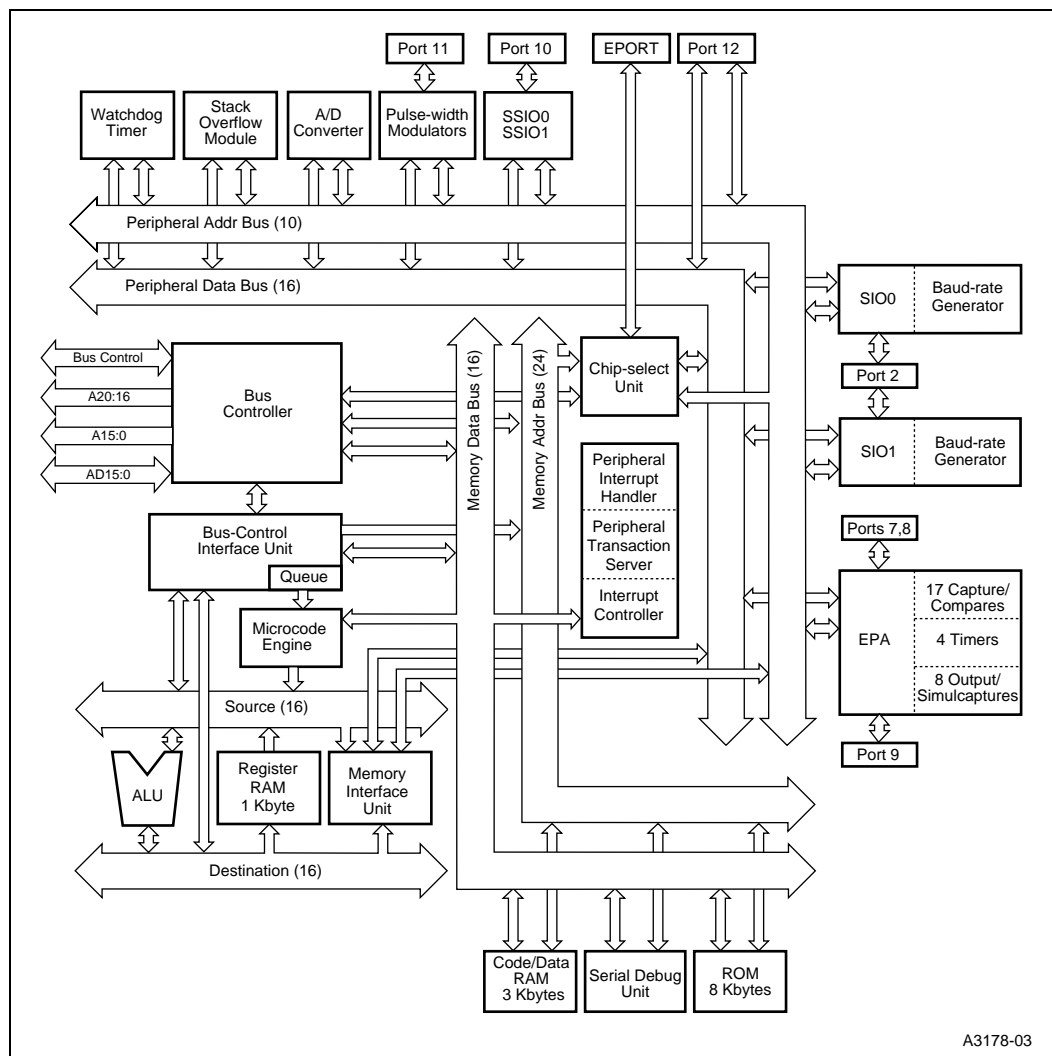 Port 11
Port 10
EPORT
Port 12
Watchdog
Timer
Stack
Overflow
Module
A/D
Converter
Pulse-width
Modulators
SSIO0
SSIO1
Peripheral Addr Bus (10)
Peripheral Data Bus (16)
SIO0
Baud-rate
Generator
Port 2
SIO1
Baud-rate
Generator
Bus Control
A20:16
A15:0
AD15:0
Bus
Controller
Memory Data Bus (16)
Memory Addr Bus (24)
Chip-select
Unit
Peripheral
Interrupt
Handler
Peripheral
Transaction
Server
Interrupt
Controller
Bus-Control
Interface Unit
Queue
Microcode
Engine
Ports 7,8
EPA
17 Capture/
Compares
4 Timers
8 Output/
Simulcaptures
Port 9
Source (16)
ALU
Register
RAM
1 Kbyte
Memory
Interface
Unit
Destination (16)
Code/Data
RAM
3 Kbytes
Serial Debug
Unit
ROM
8 Kbytes
A3178-03